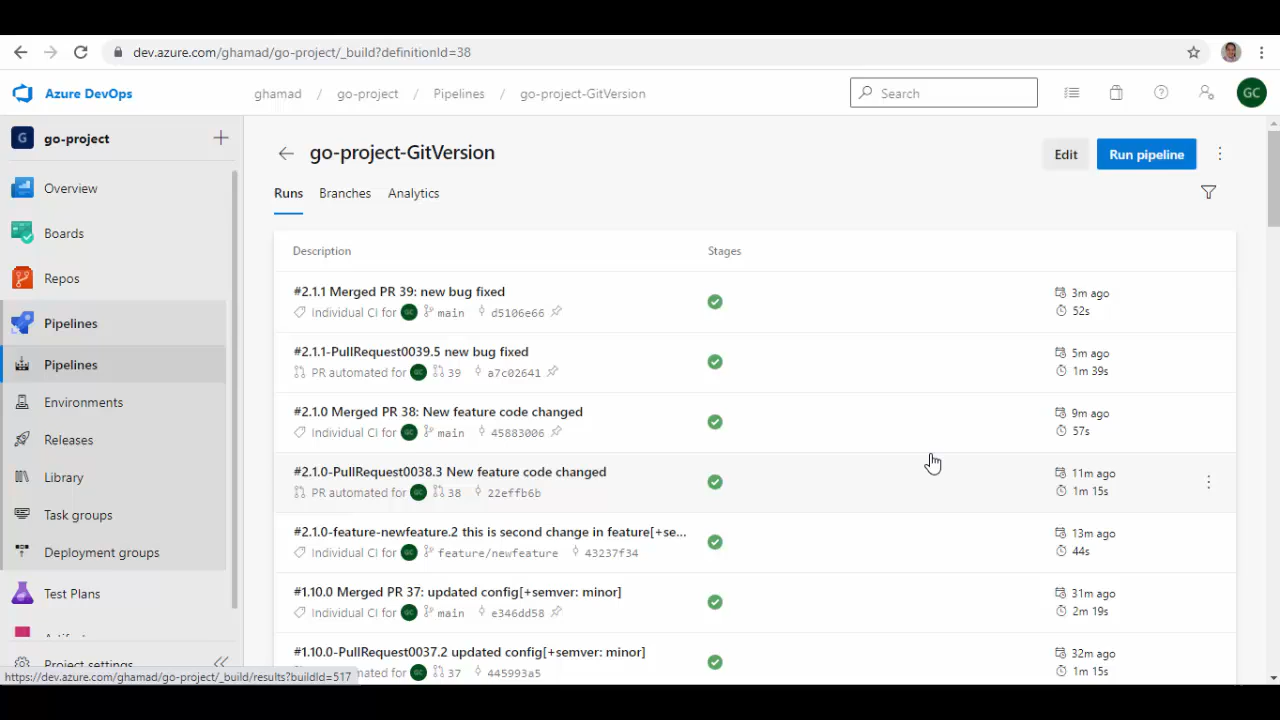 dev.azure.com/ghamad/go-project/_build?definitionId=38
Azure DevOps
ghamad / go-project / Pipelines / go-project-GitVersion
Search
GC
G go-project
Overview
Boards
Repos
Pipelines
Pipelines
Environments
Releases
Library
Task groups
Deployment groups
Test Plans
Project settings
https://dev.azure.com/ghamad/go-project/_build/results?buildId=517
go-project-GitVersion
Edit
Run pipeline
Runs Branches Analytics
Description Stages
#2.1.1 Merged PR 39: new bug fixed 3m ago
Individual CI for GC main d5106e66 52s
#2.1.1-PullRequest0039.5 new bug fixed 5m ago
PR automated for GC 39 a7c02641 1m 39s
#2.1.0 Merged PR 38: New feature code changed 9m ago
Individual CI for GC main 45883006 57s
#2.1.0-PullRequest0038.3 New feature code changed 11m ago
PR automated for GC 38 22effb6b 1m 15s
#2.1.0-feature-newfeature.2 this is second change in feature[+se... 13m ago
Individual CI for GC feature/newfeature 43237f34 44s
#1.10.0 Merged PR 37: updated config[+semver: minor] 31m ago
Individual CI for GC main e346dd58 2m 19s
#1.10.0-PullRequest0037.2 updated config[+semver: minor] 32m ago
automated for GC 37 445993a5 1m 15s